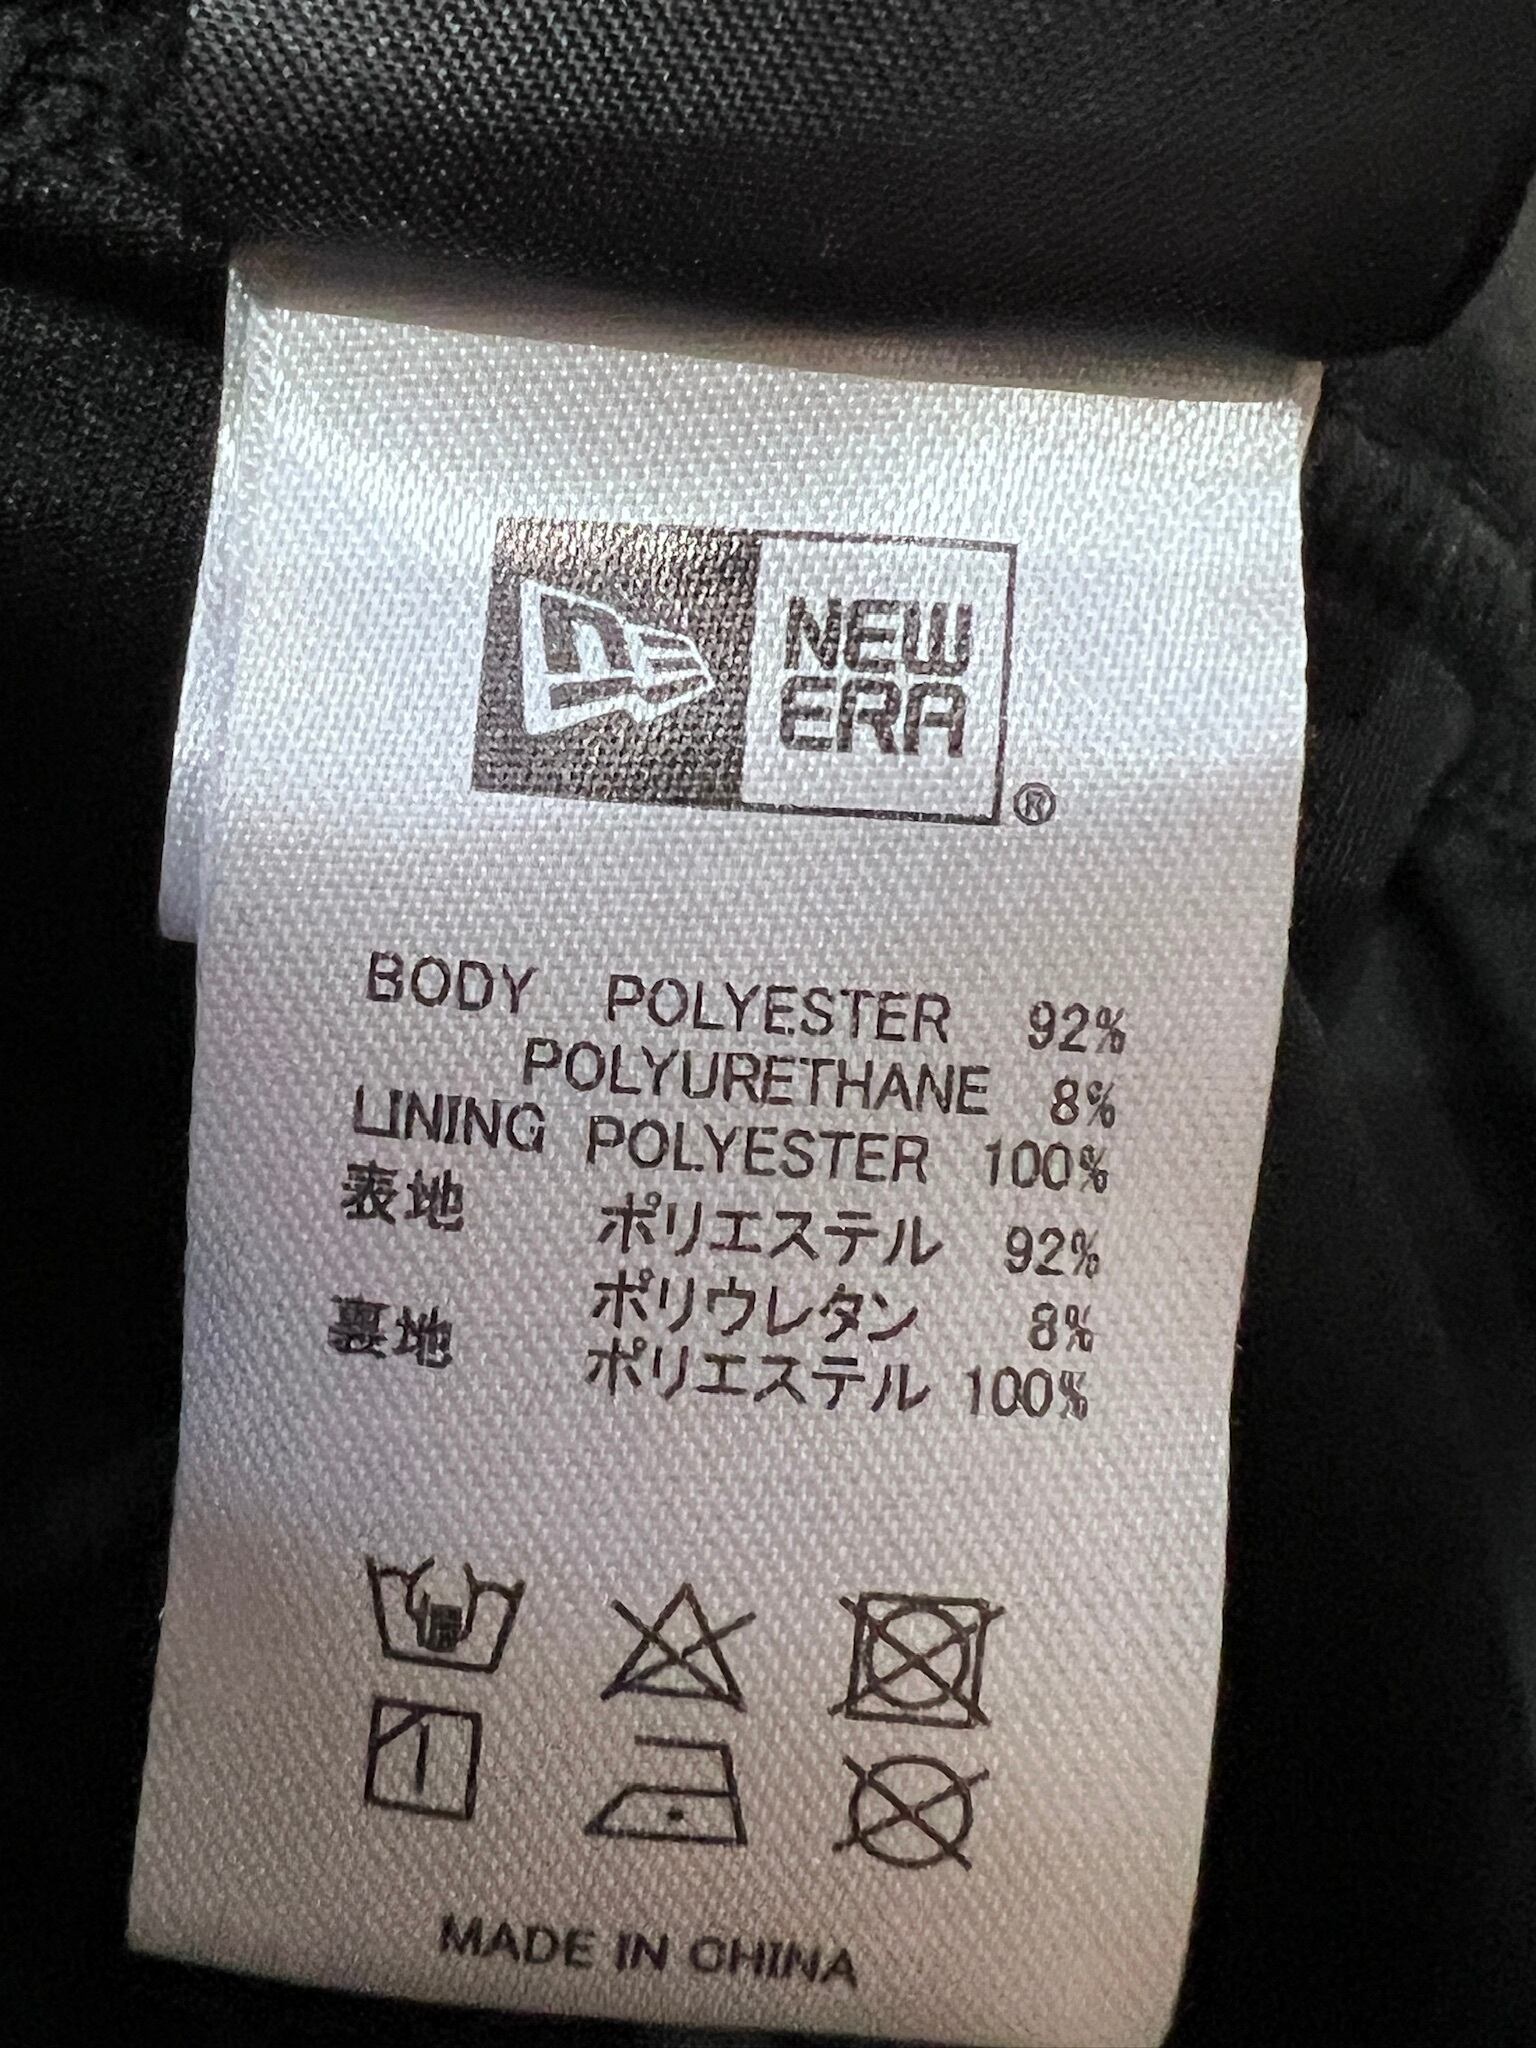 NEW
ERA
®
BODY POLYESTER 92%
POLYURETHANE 8%
LINING POLYESTER 100%
表地 ポリエステル 92%
ポリウレタン 8%
裏地 ポリエステル 100%
MADE IN CHINA